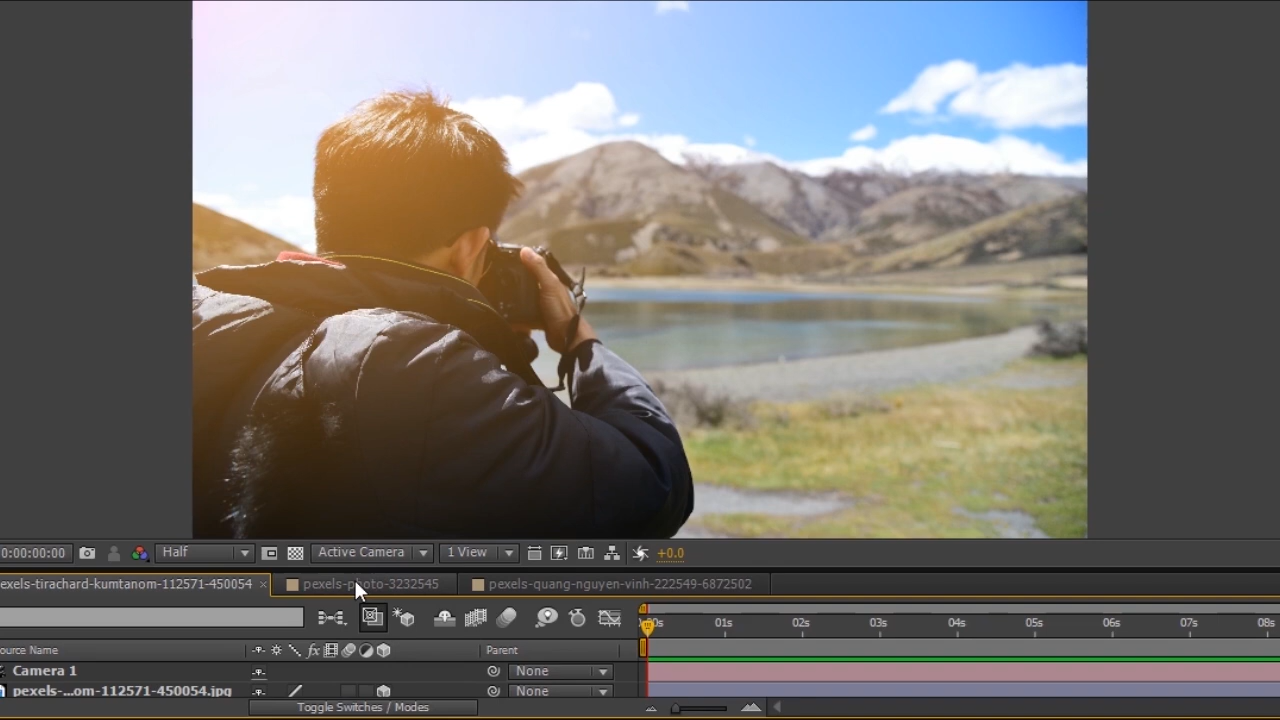 0:00:00:00 Half Active Camera 1 View +0.0
exels-tirachard-kumtanom-112571-450054 × pexels-photo-3232545 pexels-quang-nguyen-vinh-222549-6872502
01s 02s 03s 04s 05s 06s 07s 08s
ource Name fx Parent
Camera 1 None
pexels-...om-112571-450054.jpg None
Toggle Switches / Modes